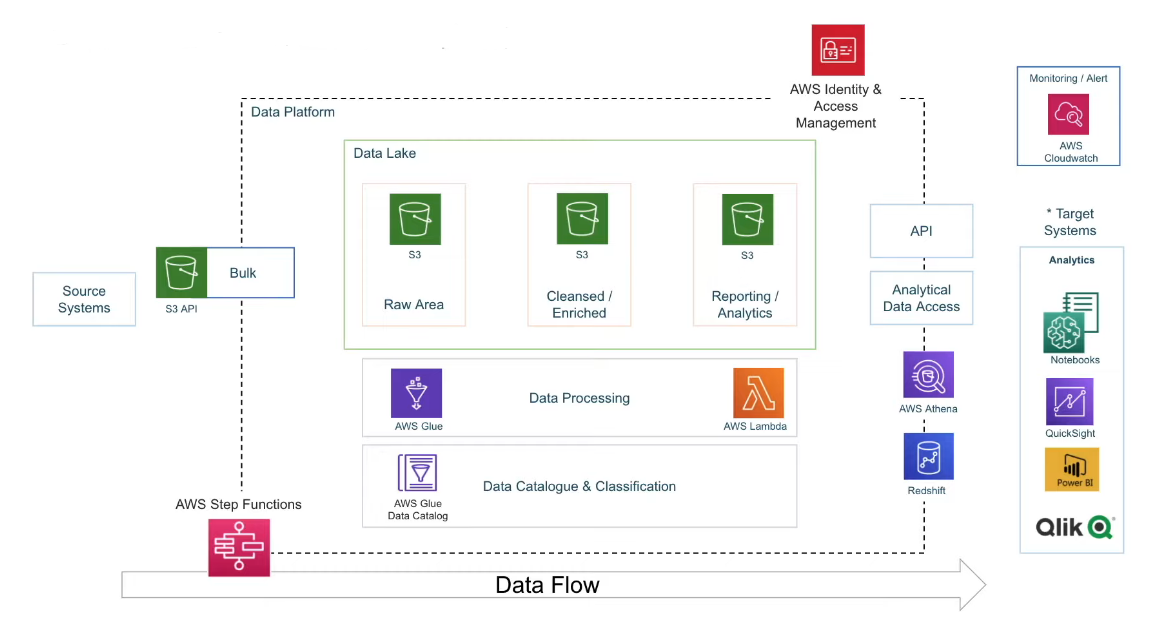 AWS Identity &
Access
Management
Monitoring / Alert
AWS
Cloudwatch
Data Platform
Data Lake
S3
Raw Area
S3
Cleansed /
Enriched
S3
Reporting /
Analytics
Source
Systems
Bulk
S3 API
API
Analytical
Data Access
AWS Athena
Redshift
* Target
Systems
Analytics
Notebooks
QuickSight
Power BI
Qlik Q
AWS Glue
Data Processing
AWS Lambda
AWS Glue
Data Catalog
Data Catalogue & Classification
AWS Step Functions
Data Flow